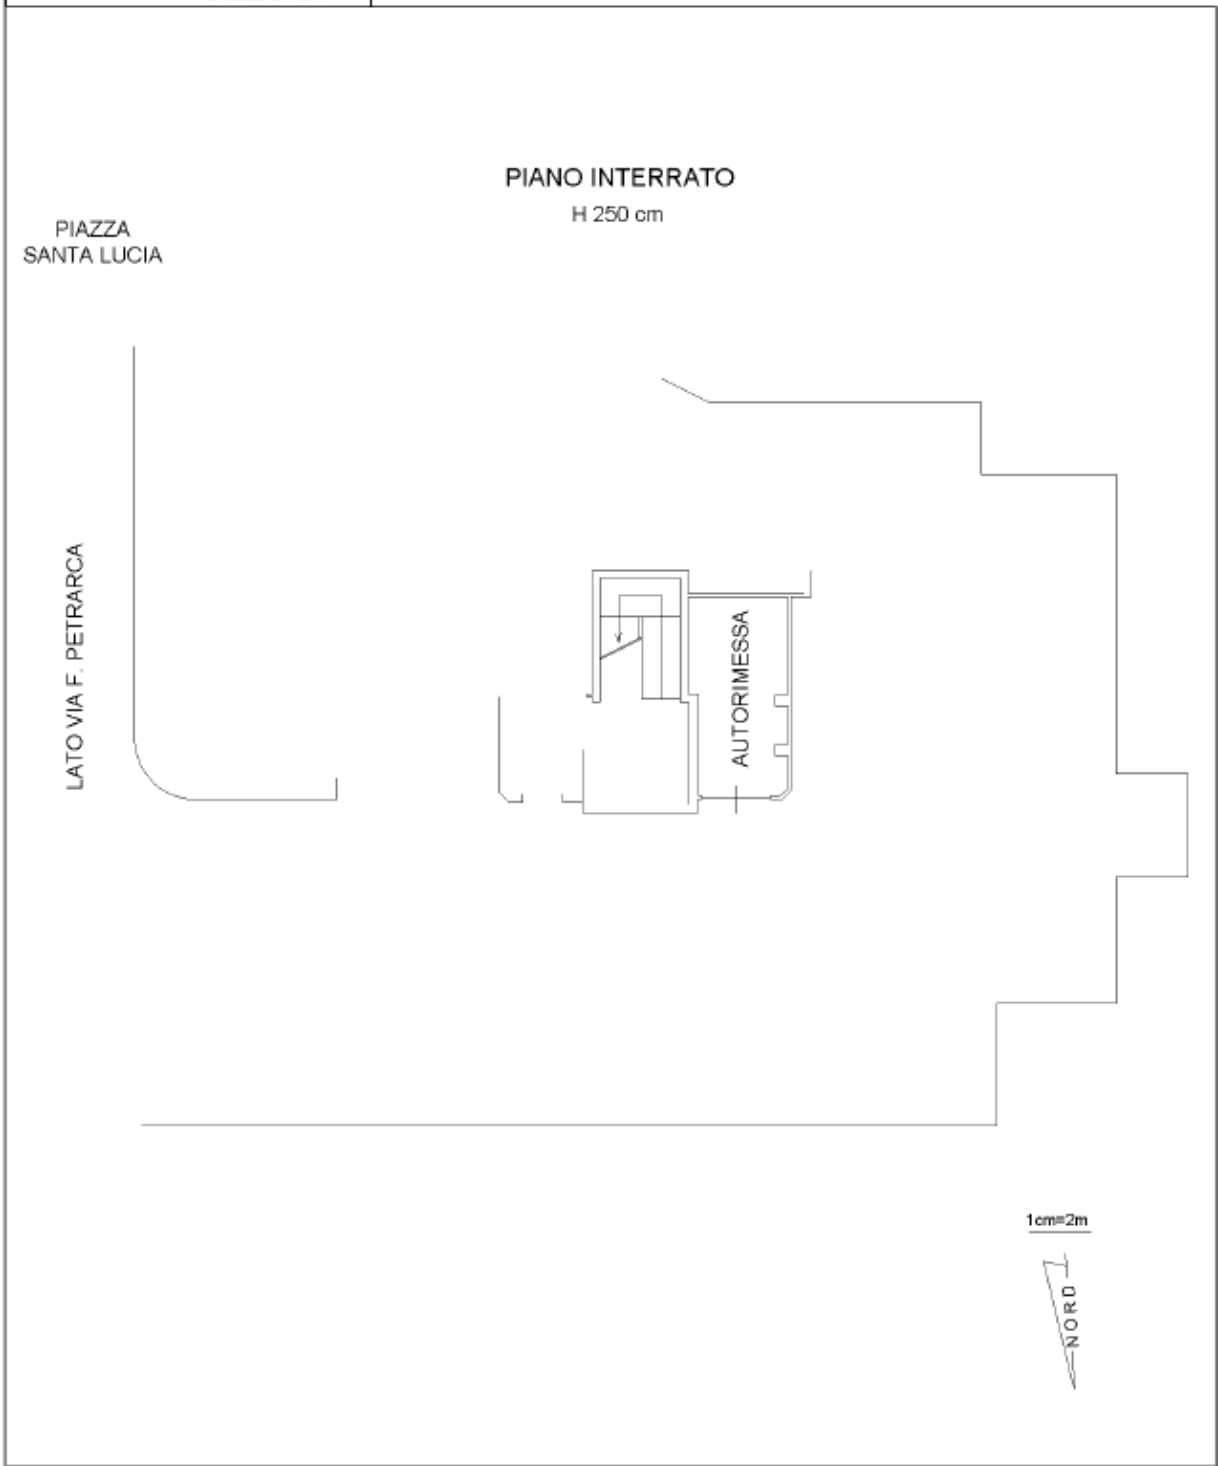 PIANO INTERRATO
H 250 cm
PIAZZA
SANTA LUCIA
LATO VIA F. PETRARCA
AUTORIMESSA
1cm=2m
NORD